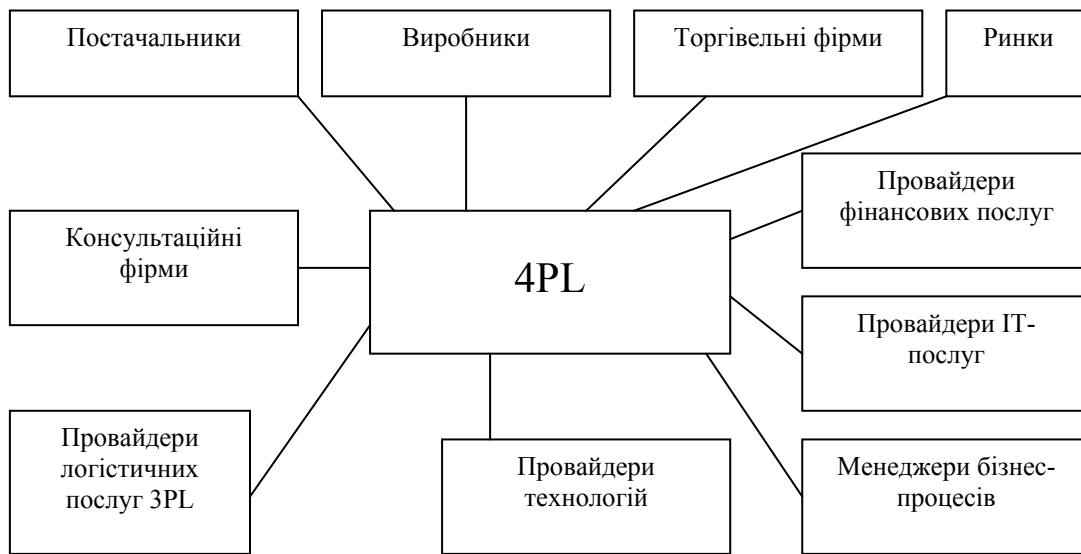 Постачальники
Виробники
Торгівельні фірми
Ринки
Провайдери
фінансових послуг
Консультаційні
фірми
4PL
Провайдери ІТ-
послуг
Провайдери
логістичних
послуг 3PL
Провайдери
технологій
Менеджери бізнес-
процесів